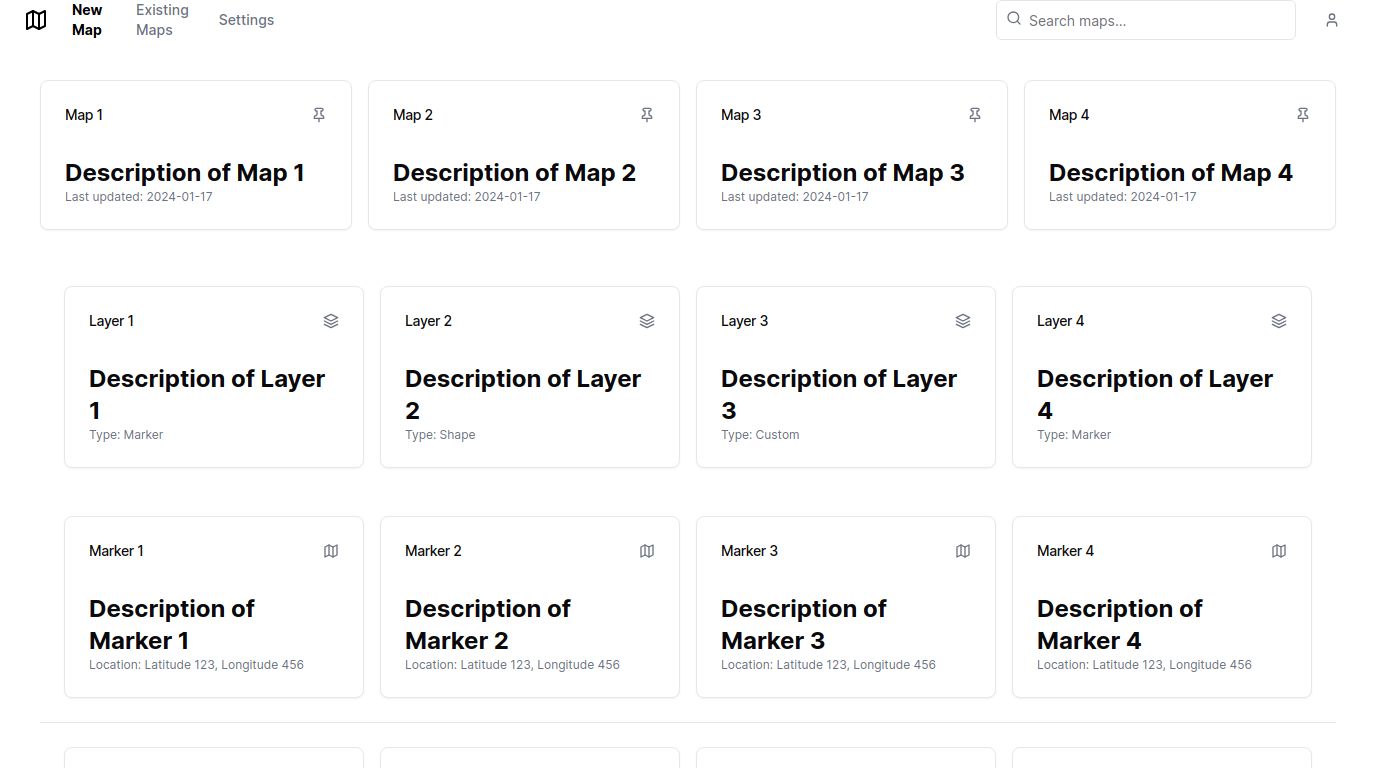 New
Map
Existing
Maps
Settings
Search maps...
Map 1
Map 2
Map 3
Map 4
Description of Map 1
Description of Map 2
Description of Map 3
Description of Map 4
Last updated: 2024-01-17
Last updated: 2024-01-17
Last updated: 2024-01-17
Last updated: 2024-01-17
Layer 1
Layer 2
Layer 3
Layer 4
Description of Layer
1
Description of Layer
2
Description of Layer
3
Description of Layer
4
Type: Marker
Type: Shape
Type: Custom
Type: Marker
Marker 1
Marker 2
Marker 3
Marker 4
Description of
Marker 1
Description of
Marker 2
Description of
Marker 3
Description of
Marker 4
Location: Latitude 123, Longitude 456
Location: Latitude 123, Longitude 456
Location: Latitude 123, Longitude 456
Location: Latitude 123, Longitude 456